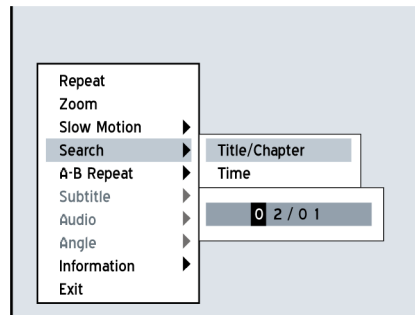 Repeat
Zoom
Slow Motion
Search
A-B Repeat
Subtitle
Audio
Angle
Information
Exit
Title/Chapter
Time
0 2 / 0 1